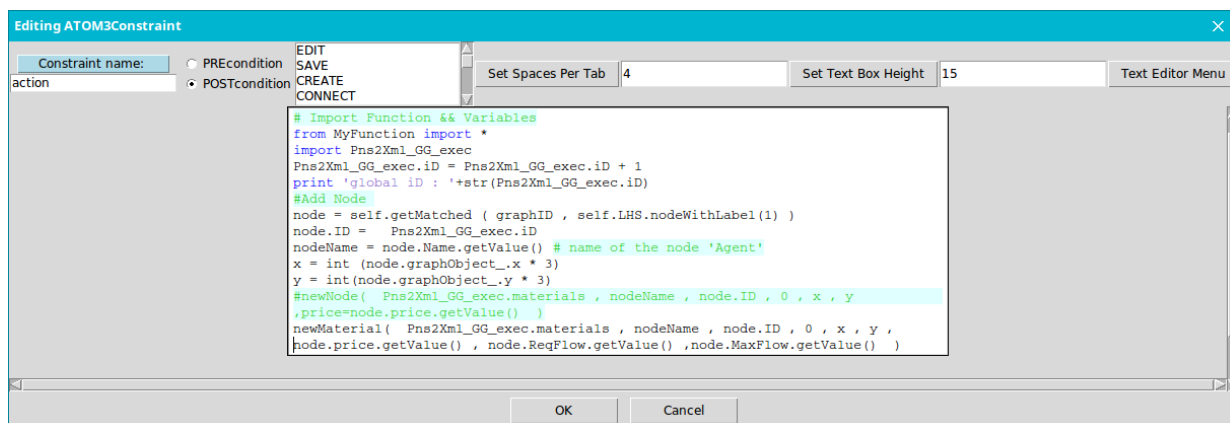 Editing ATOM3Constraint
Constraint name:
action
PREcondition
POSTcondition
EDIT
SAVE
CREATE
CONNECT
Set Spaces Per Tab
4
Set Text Box Height
15
Text Editor Menu
# Import Function && Variables
from MyFunction import *
import Pns2Xml_GG_exec
Pns2Xml_GG_exec.iD = Pns2Xml_GG_exec.iD + 1
print 'global iD : '+str(Pns2Xml_GG_exec.iD)
#Add Node
node = self.getMatched ( graphID , self.LHS.nodeWithLabel(1) )
node.ID =   Pns2Xml_GG_exec.iD
nodeName = node.Name.getValue() # name of the node 'Agent'
x = int (node.graphObject_.x * 3)
y = int(node.graphObject_.y * 3)
#newNode(  Pns2Xml_GG_exec.materials , nodeName , node.ID , 0 , x , y
,price=node.price.getValue()  )
newMaterial(  Pns2Xml_GG_exec.materials , nodeName , node.ID , 0 , x , y ,
node.price.getValue() , node.ReqFlow.getValue() ,node.MaxFlow.getValue()  )
OK
Cancel